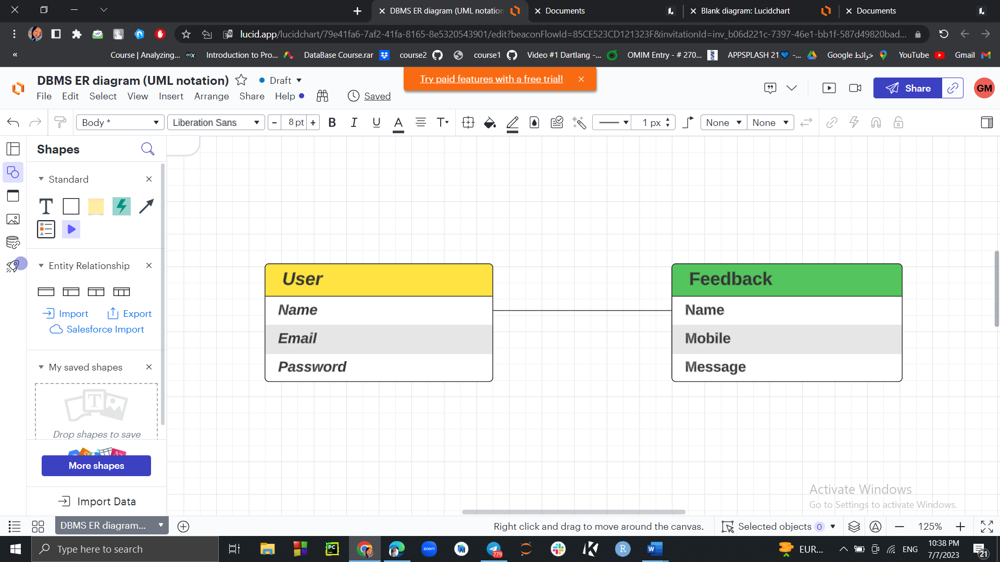 DBMS ER diagram (UML notation
Documents
Blank diagram: Lucidchart
Documents
lucid.app/lucidchart/79e41fa6-7af2-41fa-8165-8e5320543901/edit?beaconFlowId=85CE523CD121323F&invitationId=inv_b06d221c-7397-46e1-bb1f-587d49820bad...
«
Course | Analyzing... edX
Introduction to Pro...
DataBase Course.rar
course2
course1
Video #1 Dartlang -...
OMIM Entry - # 270...
APPSPLASH 21💙 -...
Google خرائط
YouTube
Gmail
DBMS ER diagram (UML notation)
Draft
Try paid features with a free trial!
Share
GM
File Edit Select View Insert Arrange Share Help
Saved
Body *
Liberation Sans
- 8 pt +
B I U A T
1 px
None
None
Shapes
Standard
T
Entity Relationship
Import
Export
Salesforce Import
My saved shapes
T
Drop shapes to save
More shapes
Import Data
User
Name
Email
Password
Feedback
Name
Mobile
Message
Activate Windows
Go to Settings to activate Windows.
DBMS ER diagram...
Right click and drag to move around the canvas.
Selected objects 0
125%
Type here to search
PC
zoom
779
R
W
EUR...
ENG
10:38 PM
7/7/2023
21